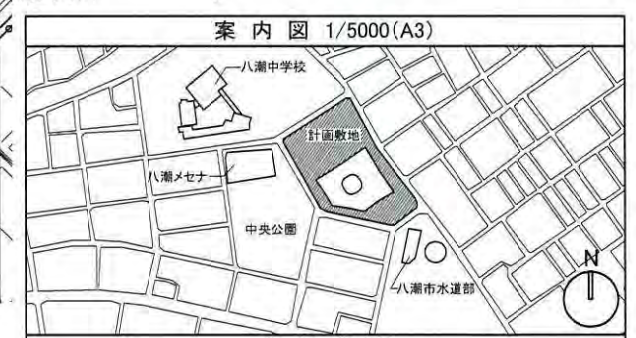 案内図 1/5000(A3)
八潮中学校
計画敷地
八潮メセナ
中央公園
八潮市水道部
N